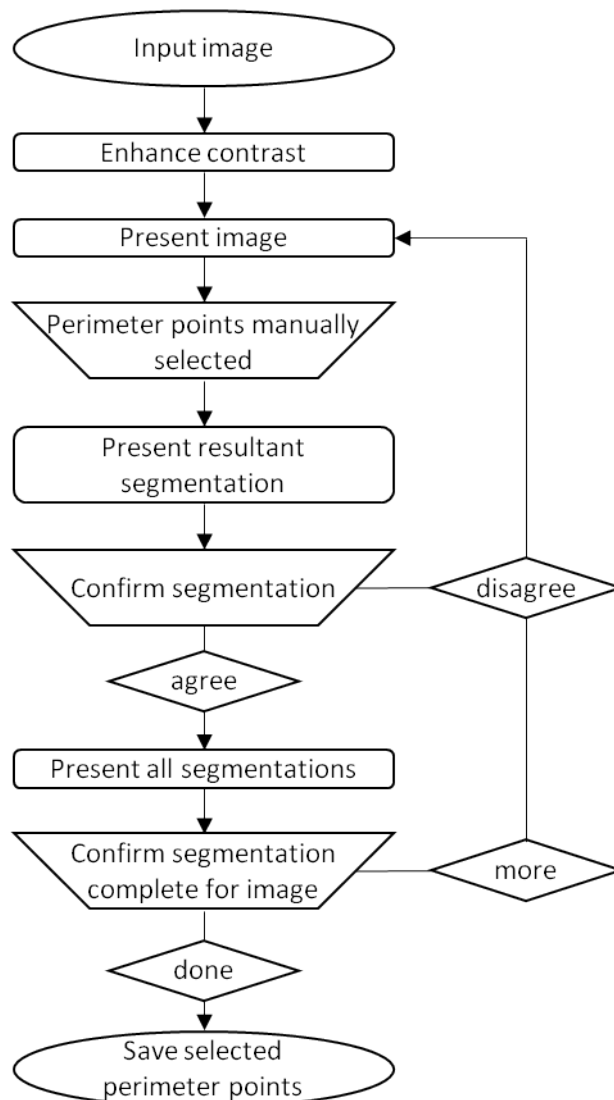 Input image
Enhance contrast
Present image
Perimeter points manually
selected
Present resultant
segmentation
Confirm segmentation
disagree
agree
Present all segmentations
Confirm segmentation
complete for image
more
done
Save selected
perimeter points